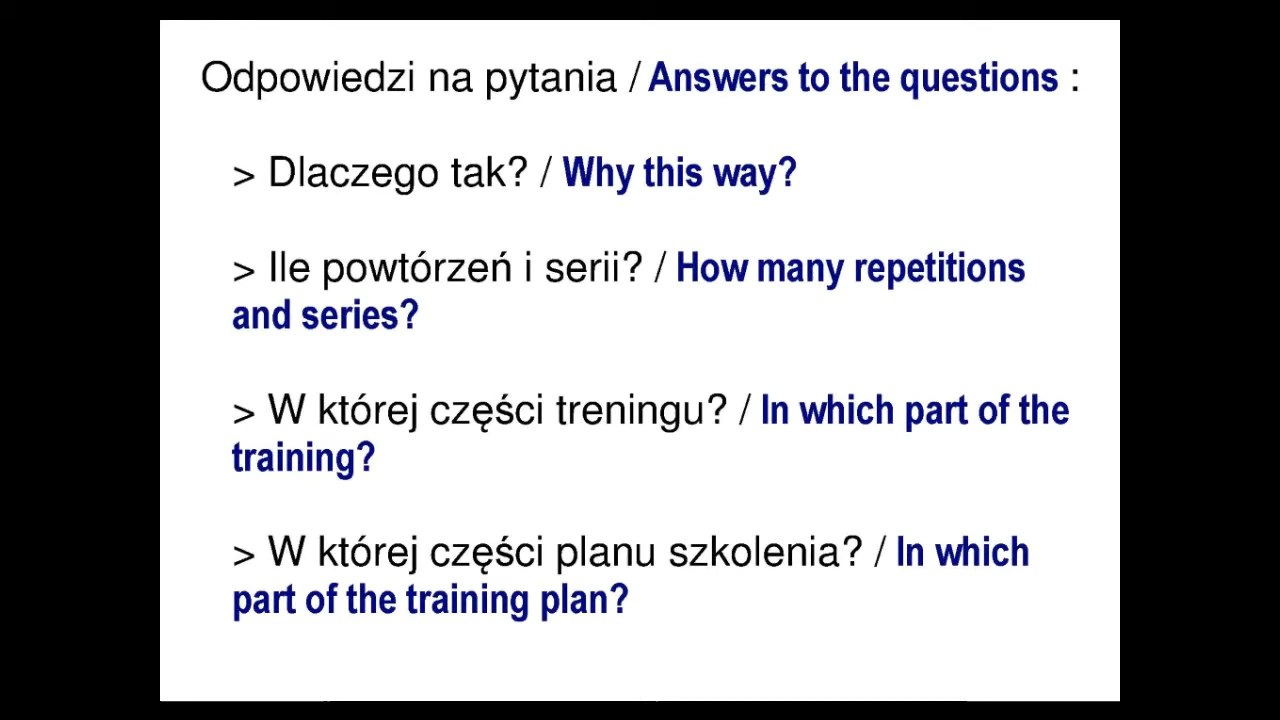 Odpowiedzi na pytania / Answers to the questions :
> Dlaczego tak? / Why this way?
> Ile powtórzeń i serii? / How many repetitions
and series?
> W której części treningu? / In which part of the
training?
> W której części planu szkolenia? / In which
part of the training plan?